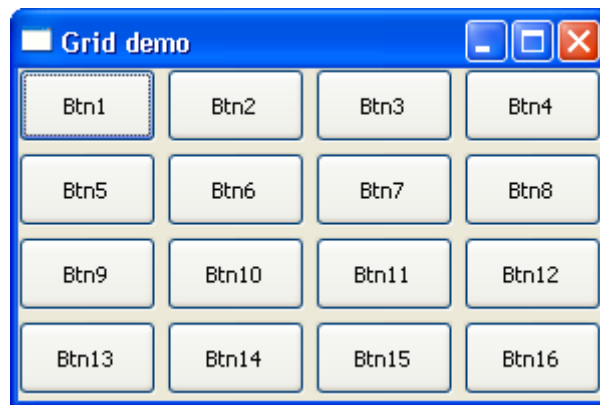 Grid demo
Btn1 Btn2 Btn3 Btn4
Btn5 Btn6 Btn7 Btn8
Btn9 Btn10 Btn11 Btn12
Btn13 Btn14 Btn15 Btn16